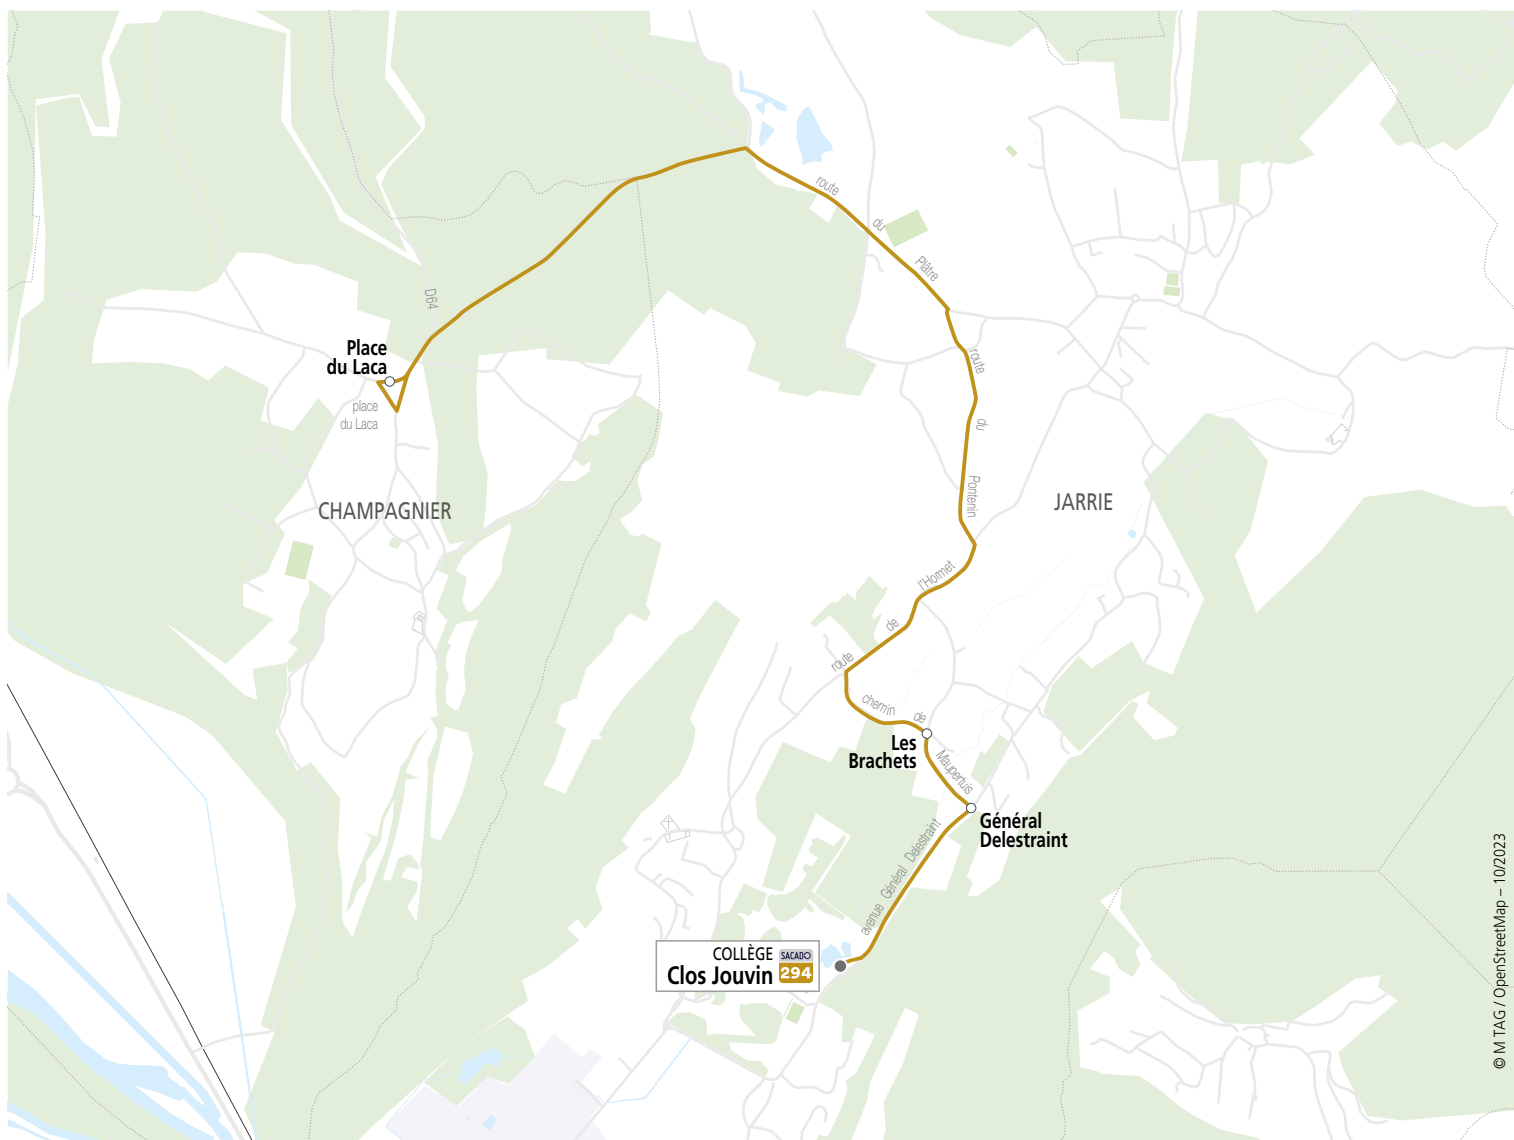 route
du
Plâtre
D64
Place
du Laca
place
du Laca
route
du
Pontenin
CHAMPAGNIER
JARRIE
l'Hormet
de
route
chemin
de
Les
Brachets
Maupertuis
Général
Delestraint
avenue Général Delestraint
COLLÈGE SACADO
Clos Jouvin 294
© M TAG / OpenStreetMap – 10/2023